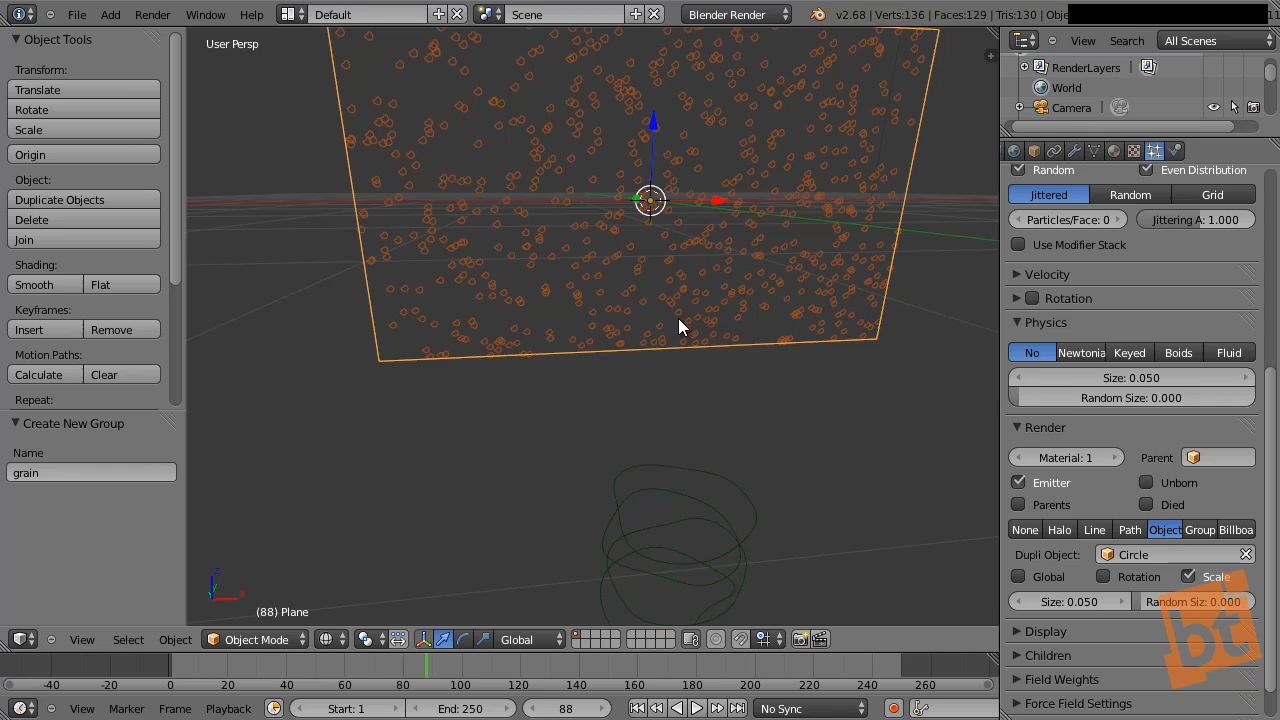 File Add Render Window Help Default Scene Blender Render v2.68 | Verts:136 | Faces:129 | Tris:130 | Obje 11
Object Tools
Transform:
Translate
Rotate
Scale
Origin
Object:
Duplicate Objects
Delete
Join
Shading:
Smooth Flat
Keyframes:
Insert Remove
Motion Paths:
Calculate Clear
Repeat:
Create New Group
Name
grain
User Persp
(88) Plane
z
x
View Select Object Object Mode Global
-40 -20 0 20 40 60 80 100 120 140 160 180 200 220 240 260
View Marker Frame Playback Start: 1 End: 250 88 No Sync
View Search All Scenes
RenderLayers |
World
Camera |
Random Even Distribution
Jittered Random Grid
Particles/Face: 0 Jittering A: 1.000
Use Modifier Stack
Velocity
Rotation
Physics
No Newtonia Keyed Boids Fluid
Size: 0.050
Random Size: 0.000
Render
Material: 1 Parent
Emitter Unborn
Parents Died
None Halo Line Path Object Group Billboa
Dupli Object: Circle
Global Rotation Scale
Size: 0.050 Random Siz: 0.000
Display
Children
Field Weights
Force Field Settings
bt